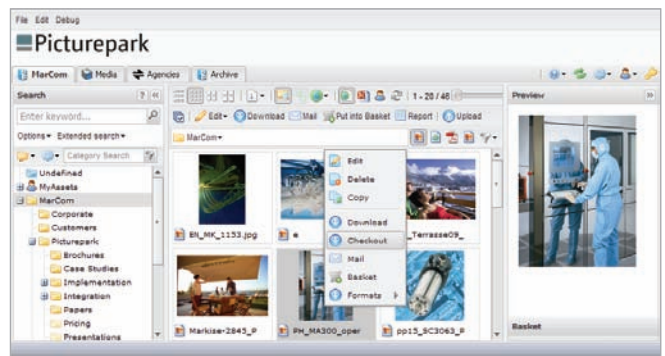 File Edit Debug
Picturepark
MarCom Media Agencies Archive
Search ? «
Preview »
1 - 20 / 46
Enter keyword...
Edit Download Mail Put into Basket Report Upload
Options Extended search
MarCom
Category Search
Undefined
MyAssets
MarCom
Corporate
Customers
Picturepark
Brochures
Case Studies
Implementation
Integration
Papers
Pricing
Presentations
Edit
Delete
Copy
Download
Checkout
Mail
Basket
Formats
EN_MK_1153.jpg
e
_Terrasse09_
Markise-2845_P
PH_MA300_oper
pp15_SC3063_P
Basket